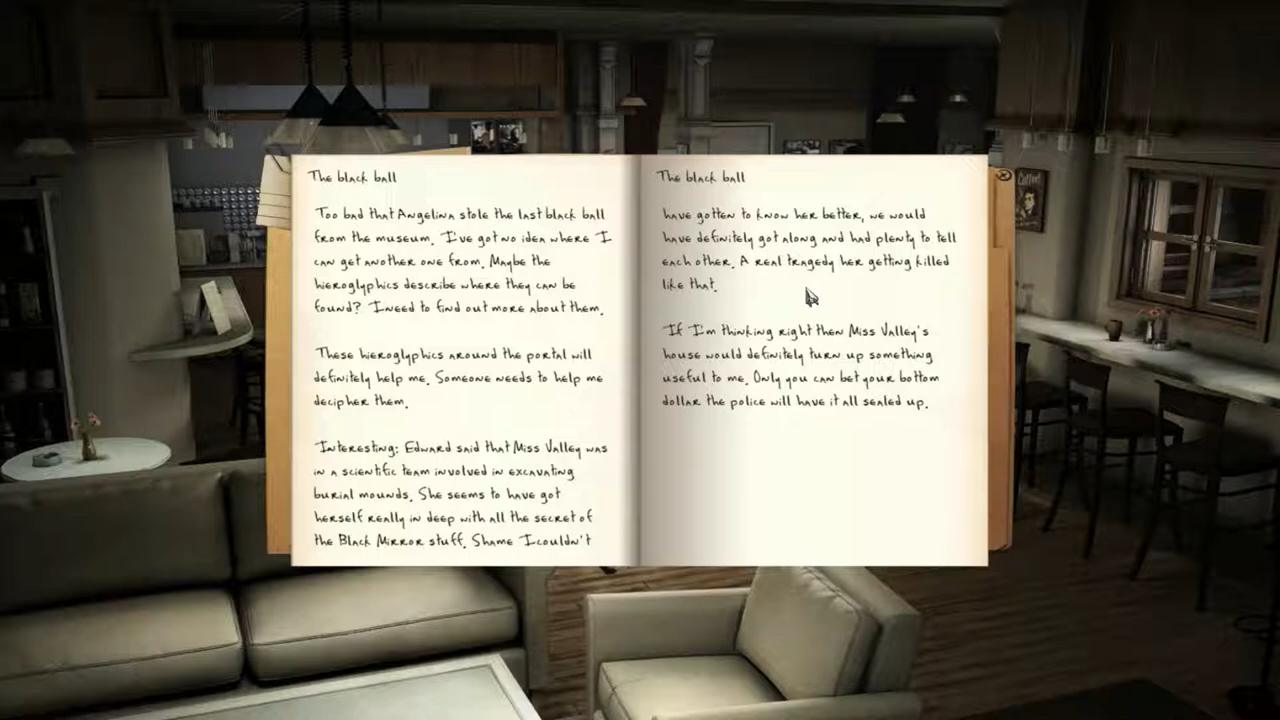 The black ball
Too bad that Angelina stole the last black ball
from the museum. I've got no idea where I
can get another one from. Maybe the
hieroglyphics describe where they can be
found? I need to find out more about them.
These hieroglyphics around the portal will
definitely help me. Someone needs to help me
decipher them.
Interesting: Edward said that Miss Valley was
in a scientific team involved in excavating
burial mounds. She seems to have got
herself really in deep with all the secret of
the Black Mirror stuff. Shame I couldn't
The black ball
have gotten to know her better, we would
have definitely got along and had plenty to tell
each other. A real tragedy her getting killed
like that.
If I'm thinking right then Miss Valley's
house would definitely turn up something
useful to me. Only you can bet your bottom
dollar the police will have it all sealed up.